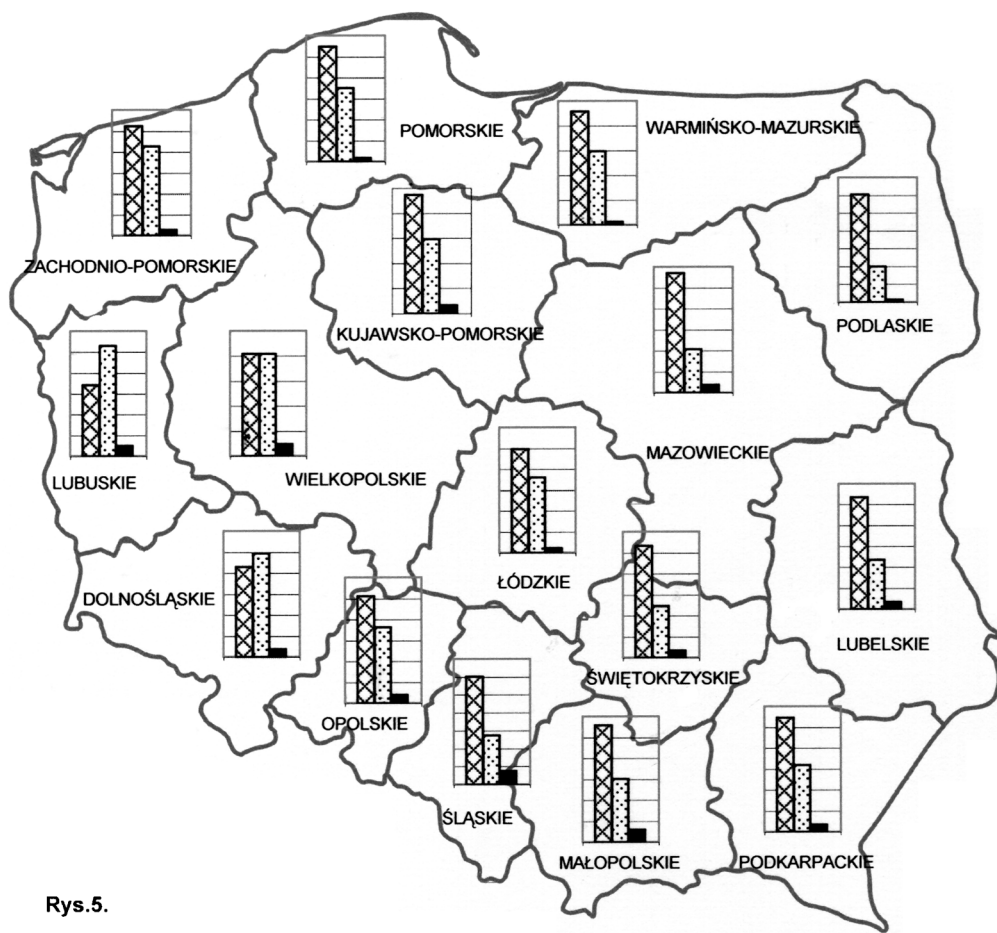 POMORSKIE
WARMIŃSKO-MAZURSKIE
ZACHODNIO-POMORSKIE
KUJAWSKO-POMORSKIE
PODLASKIE
LUBUSKIE
WIELKOPOLSKIE
MAZOWIECKIE
DOLNOŚLĄSKIE
ŁÓDZKIE
LUBELSKIE
OPOLSKIE
ŚWIĘTOKRZYSKIE
ŚLĄSKIE
MAŁOPOLSKIE
PODKARPACKIE
Rys.5.